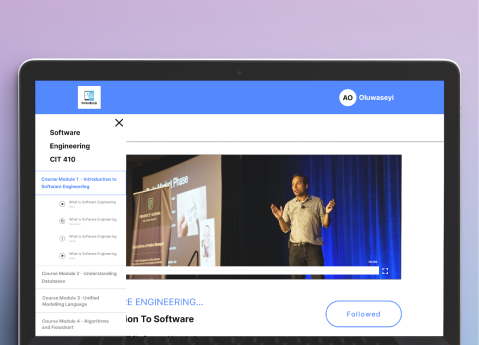 Schoolbook
AO Oluwaseyi
Software
Engineering
CIT 410
Course Module 1 - Introduction to
Software Engineering
What is Software Engineering
What is Software Engineering
What is Software Engineering
What is Software Engineering
Course Module 2 - Understanding
Databases
Course Module 3 -Unified
Modelling Language
Course Module 4 - Algorithms
and Flowchart
Phase
E ENGINEERING...
ion To Software
Followed